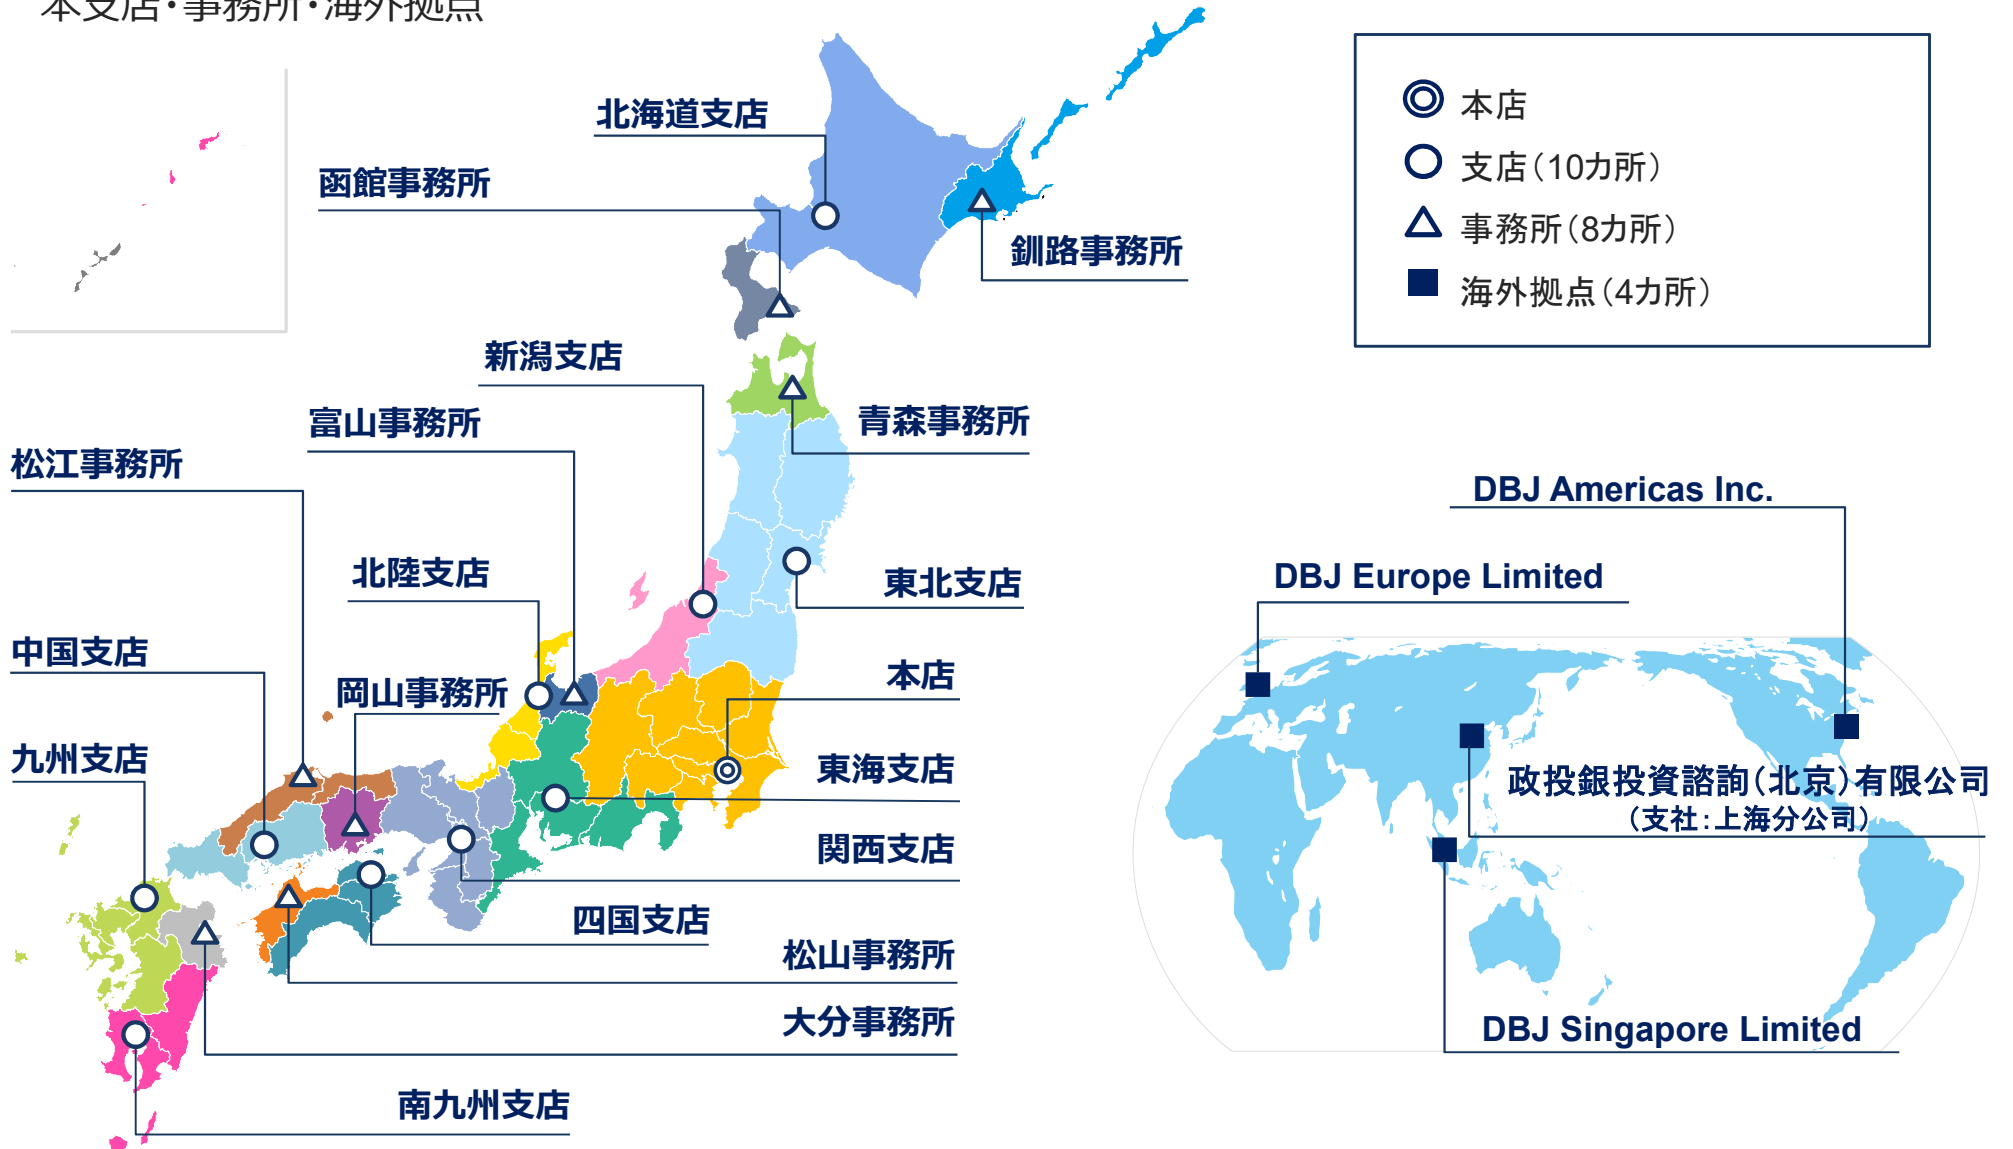 本支店・事務所・海外拠点
北海道支店
函館事務所
釧路事務所
新潟支店
富山事務所
青森事務所
松江事務所
北陸支店
東北支店
中国支店
岡山事務所
本店
九州支店
東海支店
関西支店
四国支店
松山事務所
大分事務所
南九州支店
本店
支店（10カ所）
事務所（8カ所）
海外拠点（4カ所）
DBJ Americas Inc.
DBJ Europe Limited
政投銀投資諮詢（北京）有限公司
（支社：上海分公司）
DBJ Singapore Limited